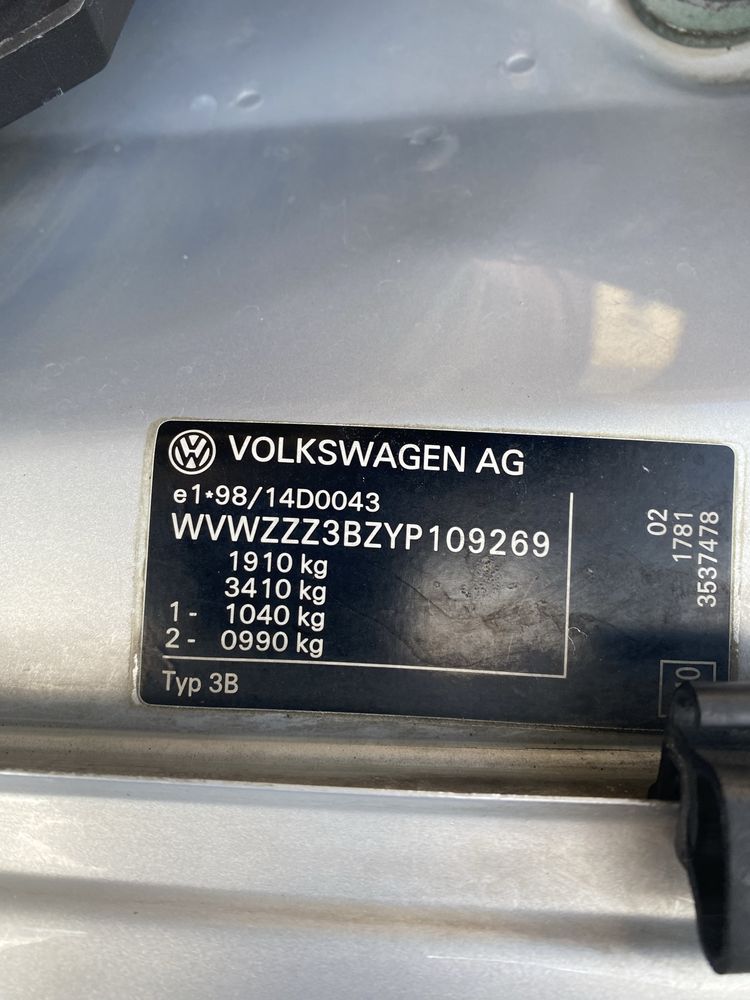 VOLKSWAGEN AG
e1*98/14D0043
WVWZZZ3BZYP109269
1910 kg
3410 kg
1- 1040 kg
2- 0990 kg
Typ 3B
02
1781
3537478